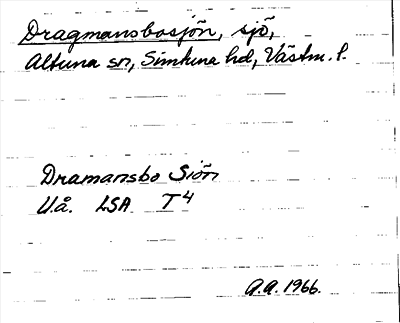 Dragmansbosjön, sjö,
Altuna sn, Simtuna hd, Västm. l.
Dramansbo Siön
U.å. LSA T4
A.A. 1966.